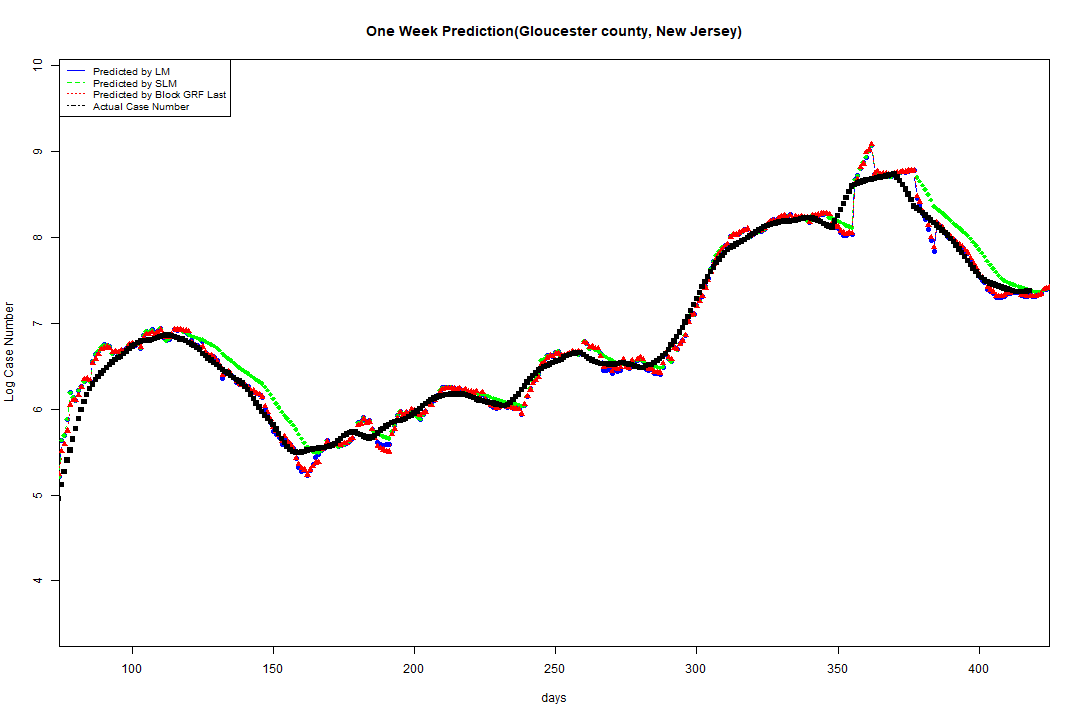 One Week Prediction(Gloucester county, New Jersey)
Predicted by LM
Predicted by SLM
Predicted by Block GRF Last
Actual Case Number
10
9
8
7
6
5
4
Log Case Number
100 150 200 250 300 350 400
days